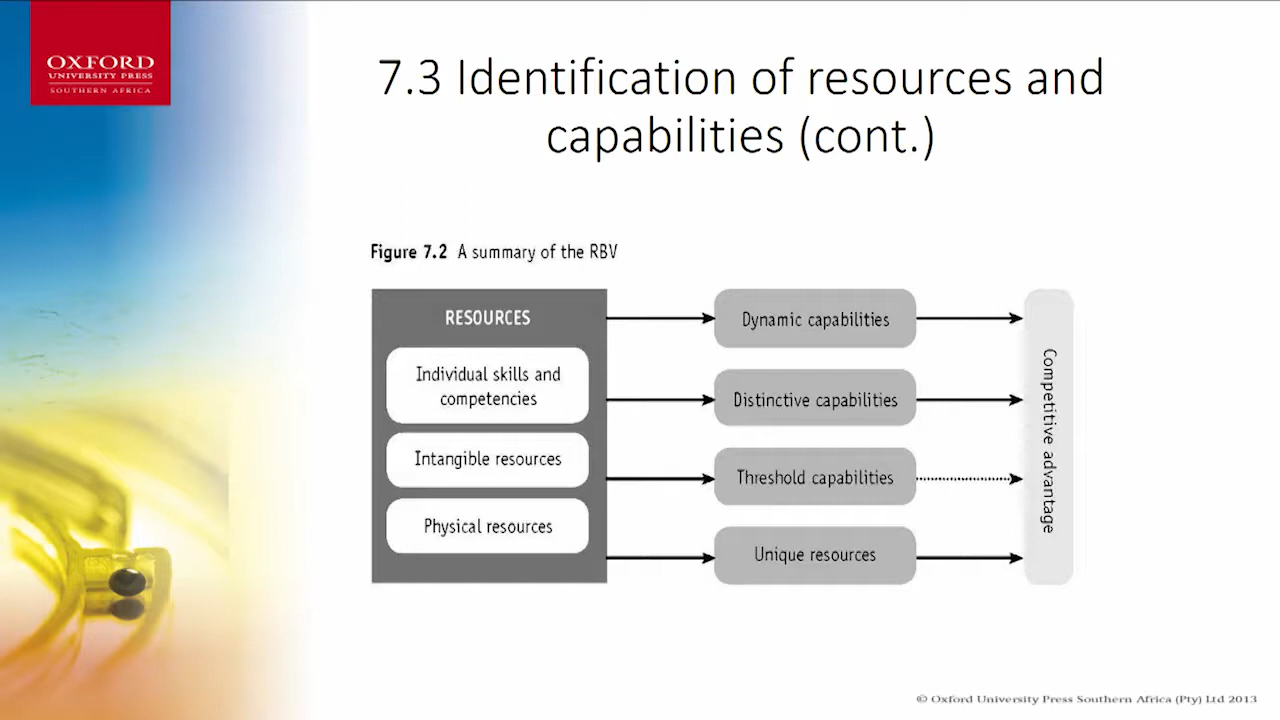 OXFORD
UNIVERSITY PRESS
SOUTHERN AFRICA
7.3 Identification of resources and
capabilities (cont.)
Figure 7.2 A summary of the RBV
RESOURCES
Individual skills and
competencies
Intangible resources
Physical resources
Dynamic capabilities
Distinctive capabilities
Threshold capabilities
Unique resources
Competitive advantage
© Oxford University Press Southern Africa (Pty) Ltd 2013